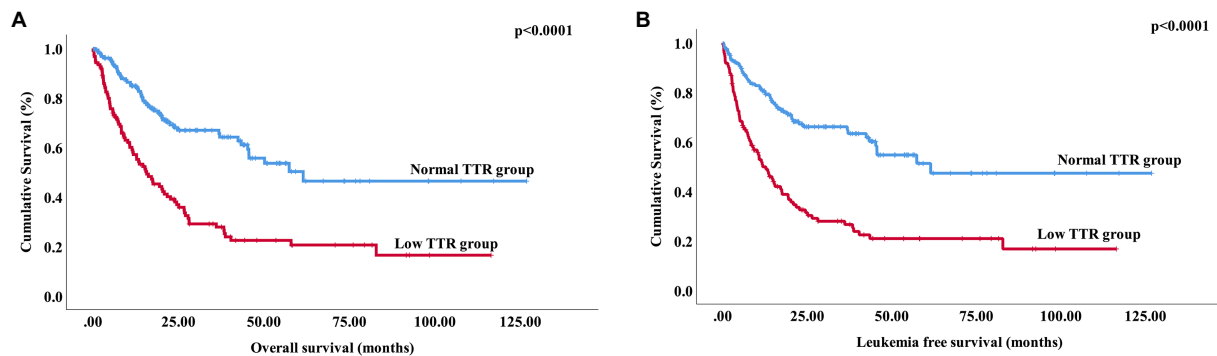 A
p<0.0001
Cumulative Survival (%)
1.0
0.8
0.6
0.4
0.2
0.0
Normal TTR group
Low TTR group
.00 25.00 50.00 75.00 100.00 125.00
Overall survival (months)
B
p<0.0001
Cumulative Survival (%)
1.0
0.8
0.6
0.4
0.2
0.0
Normal TTR group
Low TTR group
.00 25.00 50.00 75.00 100.00 125.00
Leukemia free survival (months)